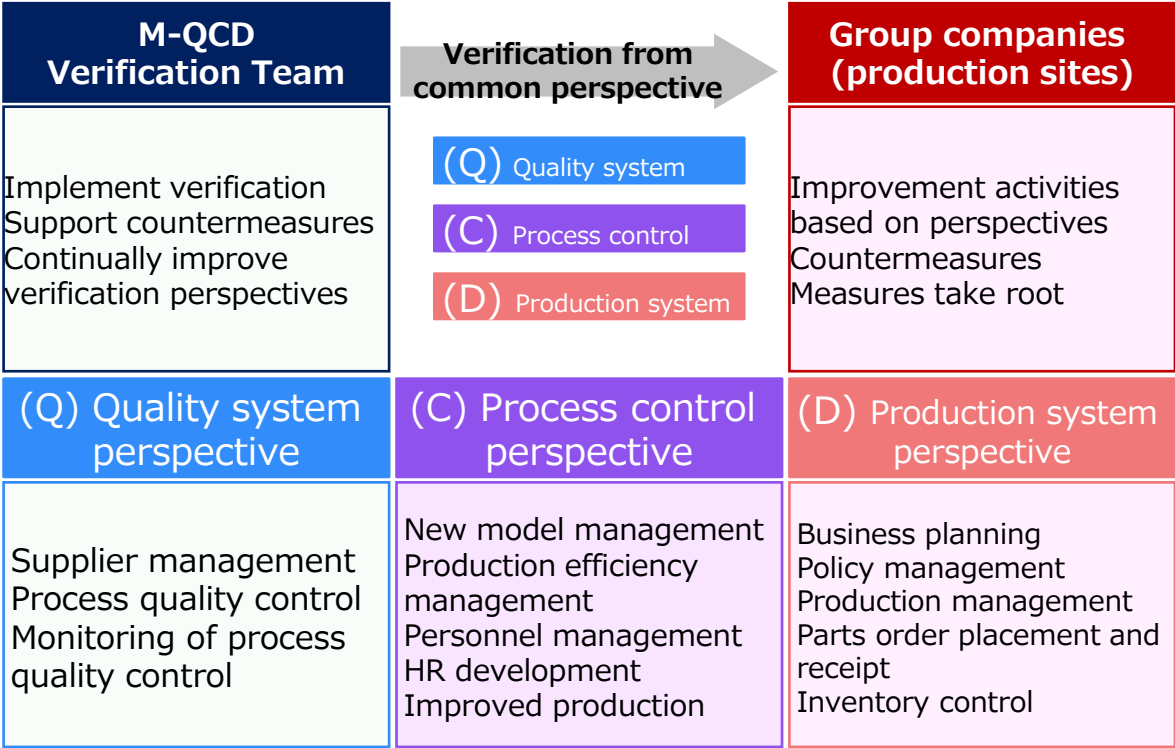 M-QCD
Verification Team
Verification from
common perspective
Group companies
(production sites)
Implement verification
Support countermeasures
Continually improve
verification perspectives
(Q) Quality system
(C) Process control
(D) Production system
Improvement activities
based on perspectives
Countermeasures
Measures take root
(Q) Quality system
perspective
(C) Process control
perspective
(D) Production system
perspective
Supplier management
Process quality control
Monitoring of process
quality control
New model management
Production efficiency
management
Personnel management
HR development
Improved production
Business planning
Policy management
Production management
Parts order placement and
receipt
Inventory control